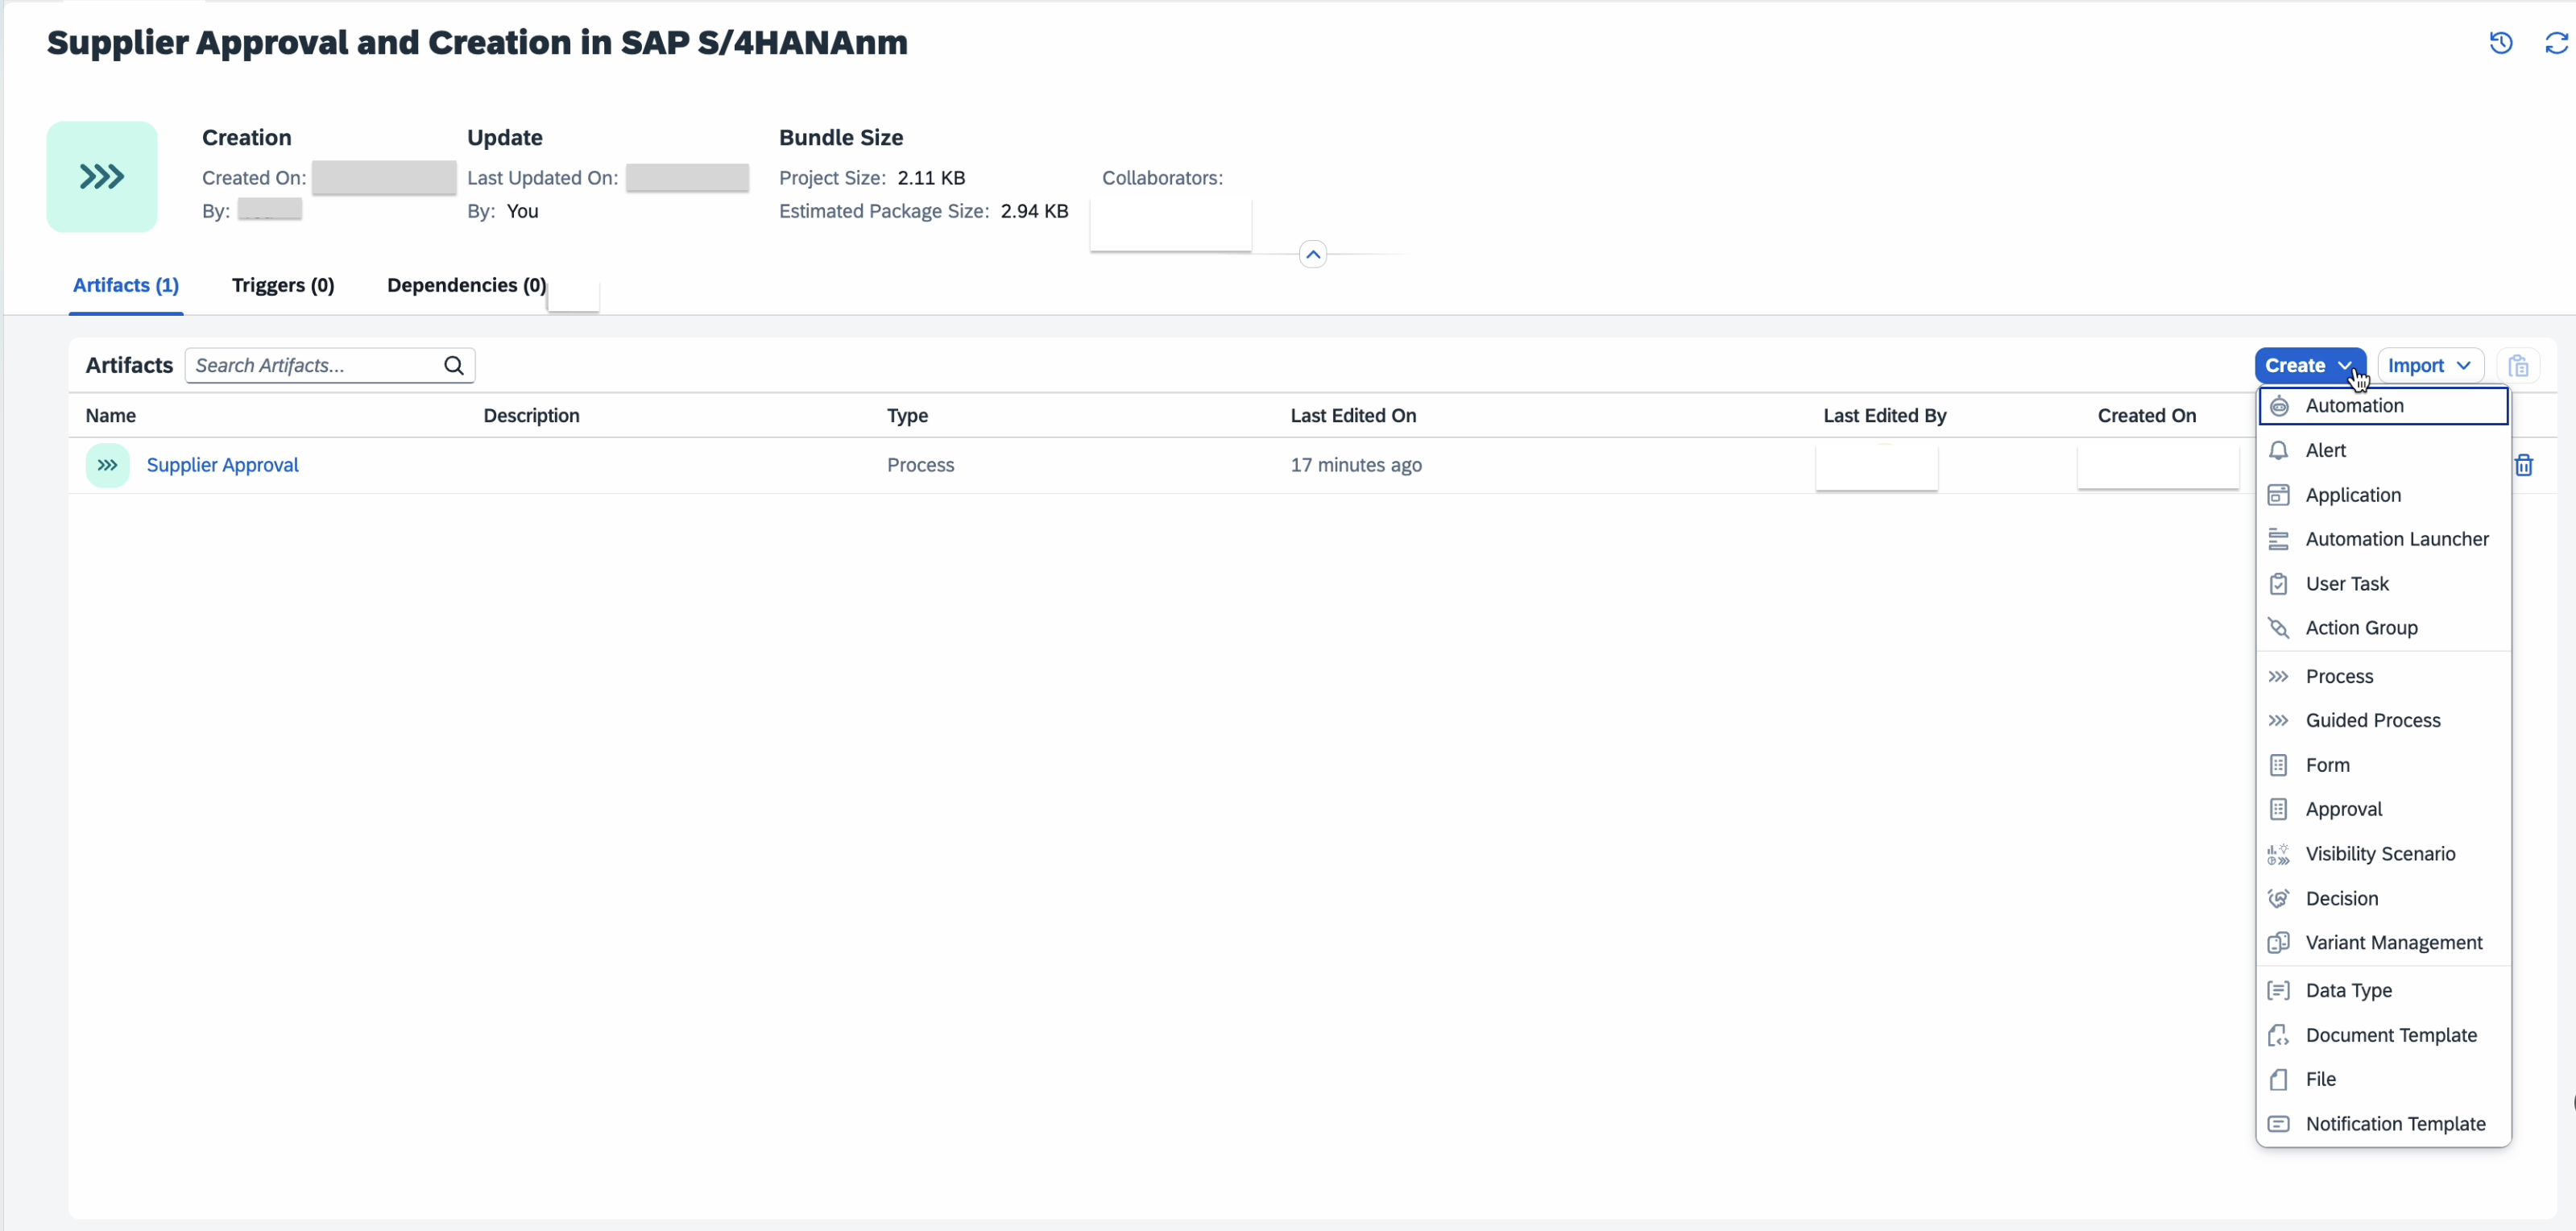 Supplier Approval and Creation in SAP S/4HANAnm
Creation
Update
Bundle Size
Created On:
Last Updated On:
Project Size: 2.11 KB
Collaborators:
By:
By: You
Estimated Package Size: 2.94 KB
Artifacts (1)
Triggers (0)
Dependencies (0)
Artifacts
Search Artifacts...
Create
Import
Name
Description
Type
Last Edited On
Last Edited By
Created On
Supplier Approval
Process
17 minutes ago
Automation
Alert
Application
Automation Launcher
User Task
Action Group
Process
Guided Process
Form
Approval
Visibility Scenario
Decision
Variant Management
Data Type
Document Template
File
Notification Template